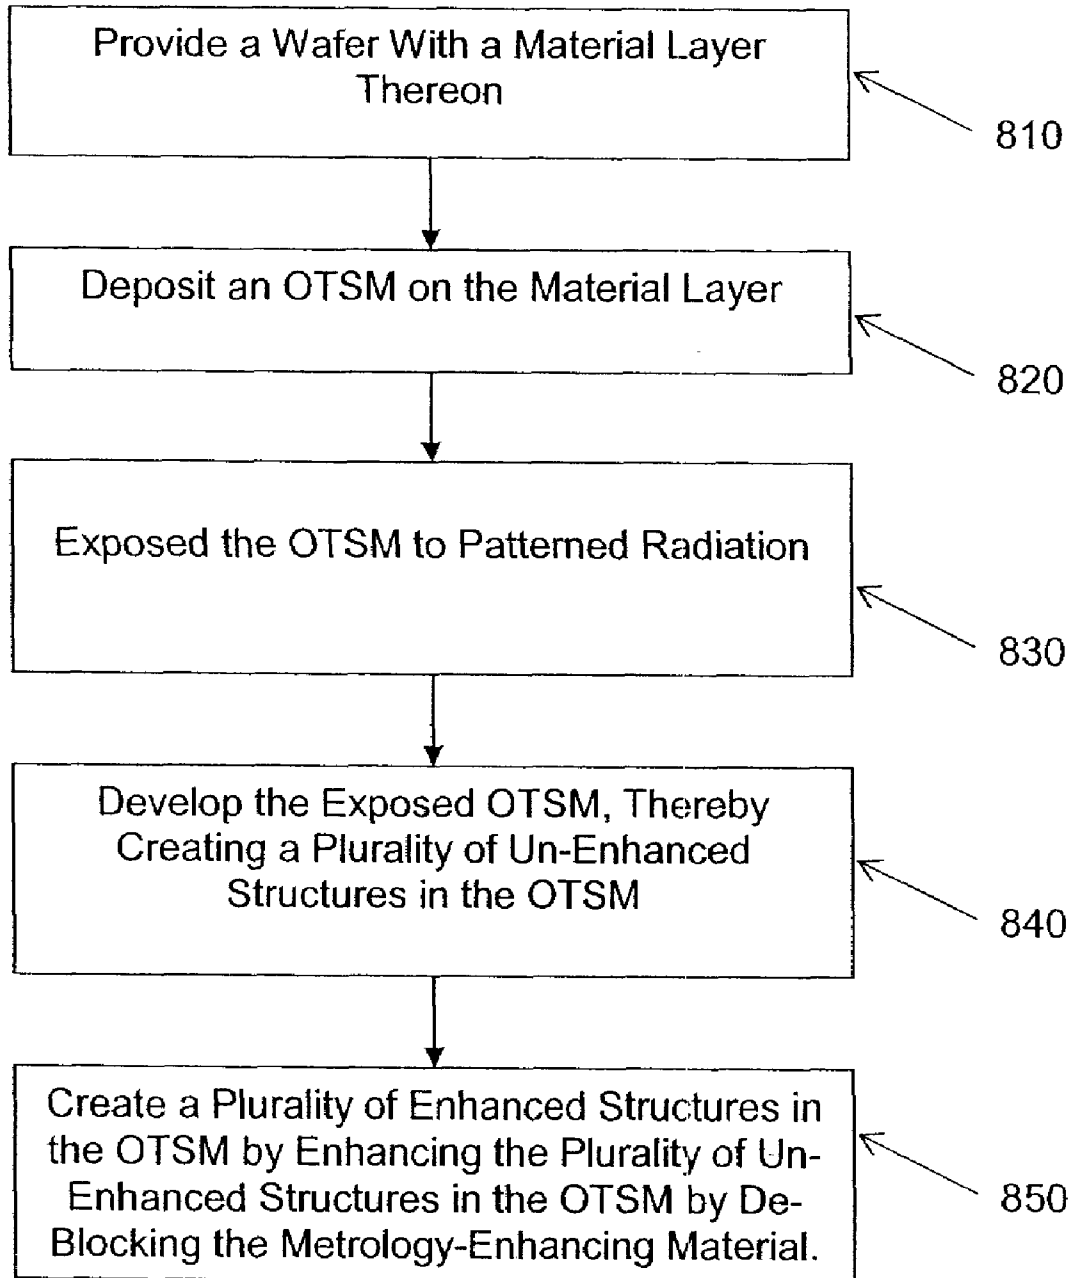 Provide a Wafer With a Material Layer
Thereon
810
Deposit an OTSM on the Material Layer
820
Exposed the OTSM to Patterned Radiation
830
Develop the Exposed OTSM, Thereby
Creating a Plurality of Un-Enhanced
Structures in the OTSM
840
Create a Plurality of Enhanced Structures in
the OTSM by Enhancing the Plurality of Un-
Enhanced Structures in the OTSM by De-
Blocking the Metrology-Enhancing Material.
850